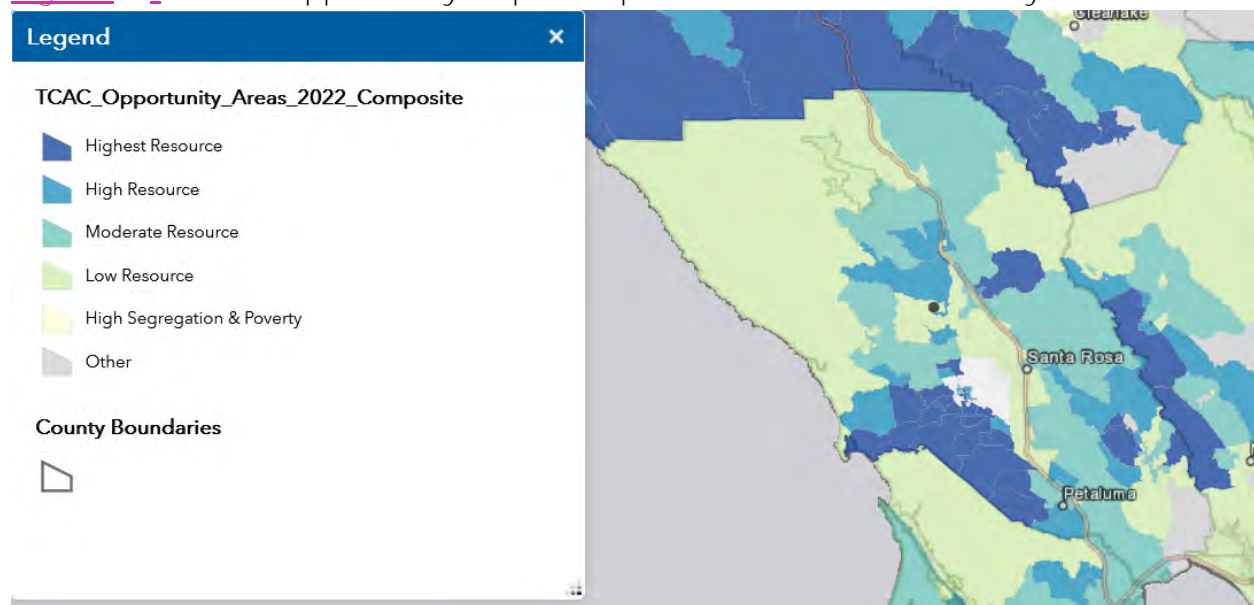 Legend ×
TCAC_Opportunity_Areas_2022_Composite
Highest Resource
High Resource
Moderate Resource
Low Resource
High Segregation & Poverty
Other
County Boundaries
Clearlake
Santa Rosa
Petaluma